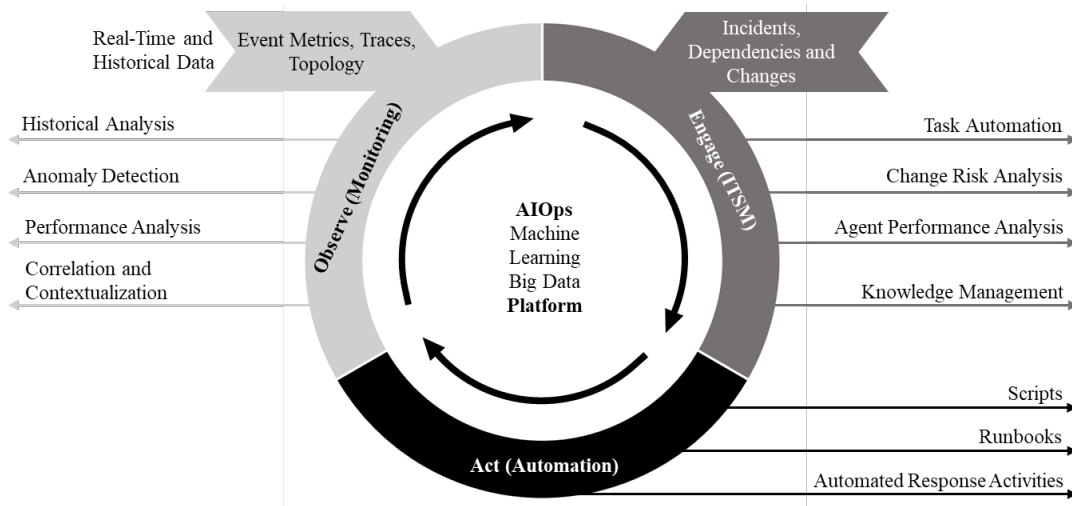 Real-Time and
Historical Data
Event Metrics, Traces,
Topology
Incidents,
Dependencies and
Changes
Historical Analysis
Anomaly Detection
Performance Analysis
Correlation and
Contextualization
Observe (Monitoring)
AIOps
Machine
Learning
Big Data
Platform
Engage (ITSM)
Task Automation
Change Risk Analysis
Agent Performance Analysis
Knowledge Management
Act (Automation)
Scripts
Runbooks
Automated Response Activities